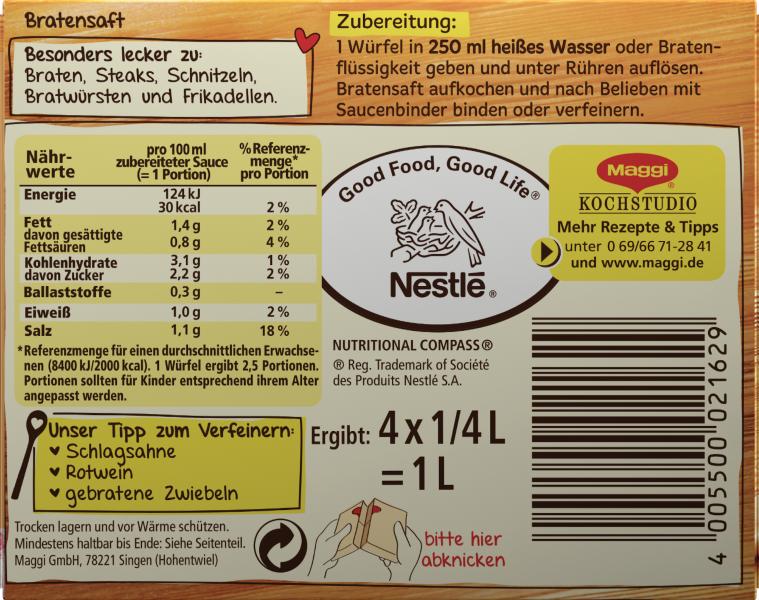 Bratensaft
Besonders lecker zu:
Braten, Steaks, Schnitzeln,
Bratwürsten und Frikadellen.
Zubereitung:
1 Würfel in 250 ml heißes Wasser oder Braten-
flüssigkeit geben und unter Rühren auflösen.
Bratensaft aufkochen und nach Belieben mit
Saucenbinder binden oder verfeinern.
Nähr-
werte
pro 100 ml
zubereiteter Sauce
(= 1 Portion)
% Referenz-
menge*
pro Portion
Energie 124 kJ
30 kcal 2 %
Fett 1,4 g 2 %
davon gesättigte
Fettsäuren 0,8 g 4 %
Kohlenhydrate 3,1 g 1 %
davon Zucker 2,2 g 2 %
Ballaststoffe 0,3 g –
Eiweiß 1,0 g 2 %
Salz 1,1 g 18 %
*Referenzmenge für einen durchschnittlichen Erwachse-
nen (8400 kJ/2000 kcal). 1 Würfel ergibt 2,5 Portionen.
Portionen sollten für Kinder entsprechend ihrem Alter
angepasst werden.
Good Food, Good Life®
Nestlé®
NUTRITIONAL COMPASS®
® Reg. Trademark of Société
des Produits Nestlé S.A.
Maggi®
KOCHSTUDIO
Mehr Rezepte & Tipps
unter 0 69/66 71-28 41
und www.maggi.de
Unser Tipp zum Verfeinern:
Schlagsahne
Rotwein
gebratene Zwiebeln
Ergibt: 4 x 1/4 L
= 1 L
Trocken lagern und vor Wärme schützen.
Mindestens haltbar bis Ende: Siehe Seitenteil.
Maggi GmbH, 78221 Singen (Hohentwiel)
bitte hier
abknicken
4 005500 021629